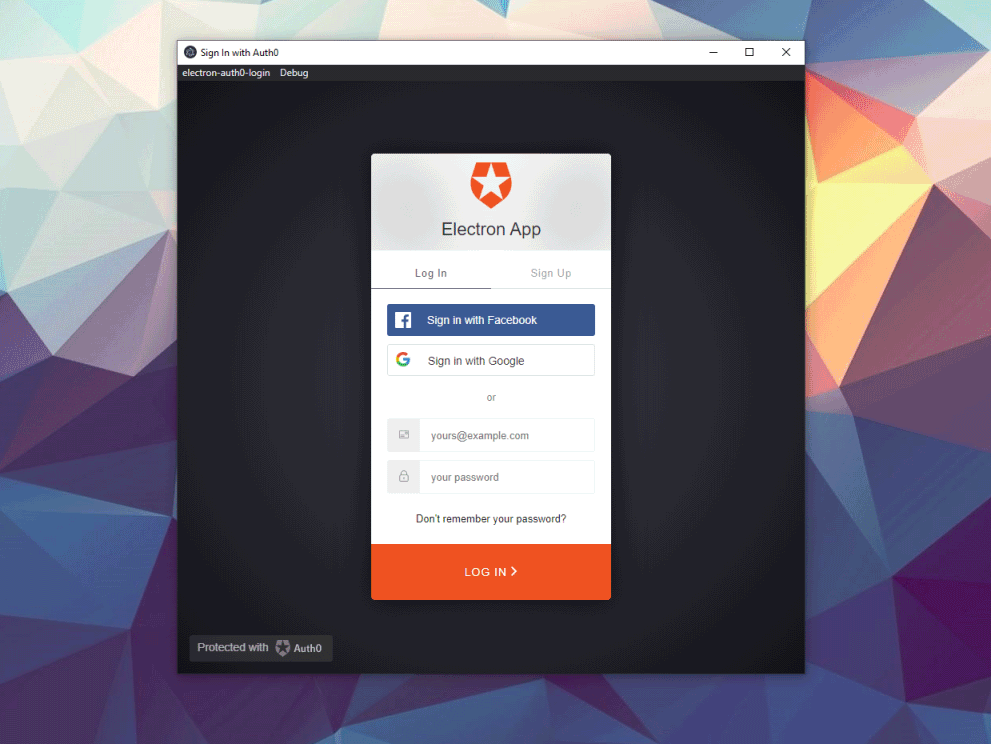 Sign In with Auth0
electron-auth0-login Debug
Electron App
Log In Sign Up
Sign in with Facebook
Sign in with Google
or
yours@example.com
your password
Don't remember your password?
LOG IN
Protected with Auth0